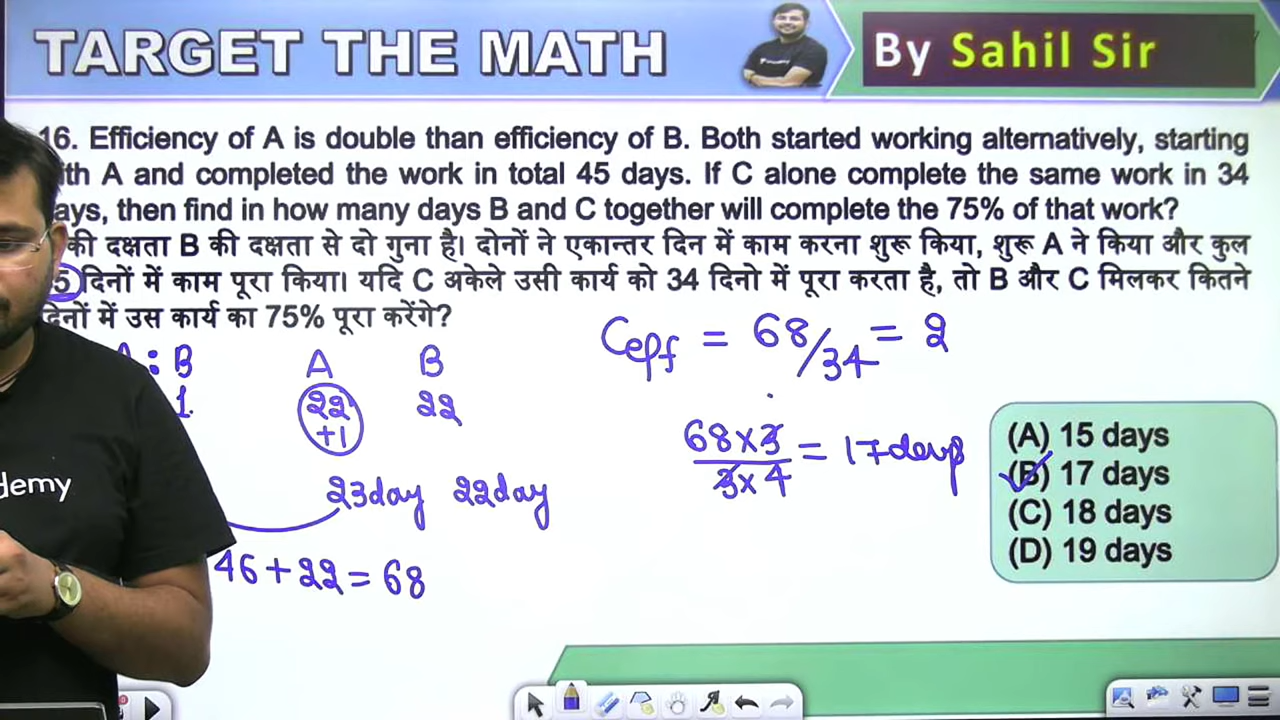 TARGET THE MATH
By Sahil Sir
16. Efficiency of A is double than efficiency of B. Both started working alternatively, starting
ith A and completed the work in total 45 days. If C alone complete the same work in 34
ays, then find in how many days B and C together will complete the 75% of that work?
की दक्षता B की दक्षता से दो गुना है। दोनों ने एकान्तर दिन में काम करना शुरू किया, शुरू A ने किया और कुल
5 दिनों में काम पूरा किया। यदि C अकेले उसी कार्य को 34 दिनो में पूरा करता है, तो B और C मिलकर कितने
दिनों में उस कार्य का 75% पूरा करेंगे?
: B
1
A B
22 22
+1
23day 22day
46+22=68
Ceff = 68/34 = 2
68×3/3×4 = 17days
(A) 15 days
(B) 17 days
(C) 18 days
(D) 19 days
demy